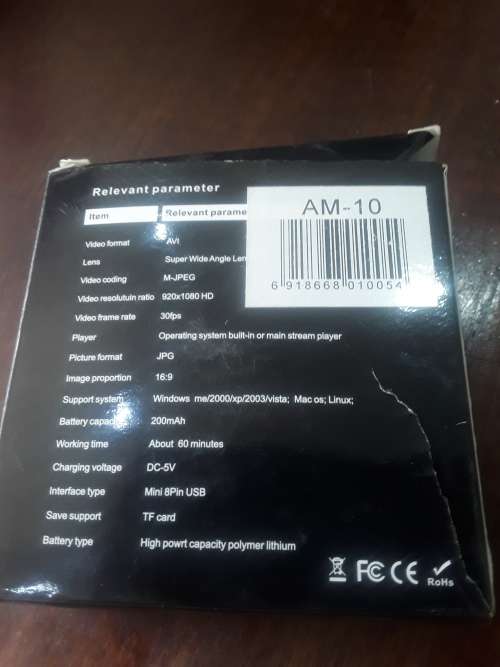 Relevant parameter
Item Relevant parame
AM-10
6 918668 010054
Video format AVI
Lens Super Wide Angle Len
Video coding M-JPEG
Video resolutuin ratio 920x1080 HD
Video frame rate 30fps
Player Operating system built-in or main stream player
Picture format JPG
Image proportion 16:9
Support system Windows me/2000/xp/2003/vista; Mac os; Linux;
Battery capacity 200mAh
Working time About 60 minutes
Charging voltage DC-5V
Interface type Mini 8Pin USB
Save support TF card
Battery type High powrt capacity polymer lithium
FC CE RoHs